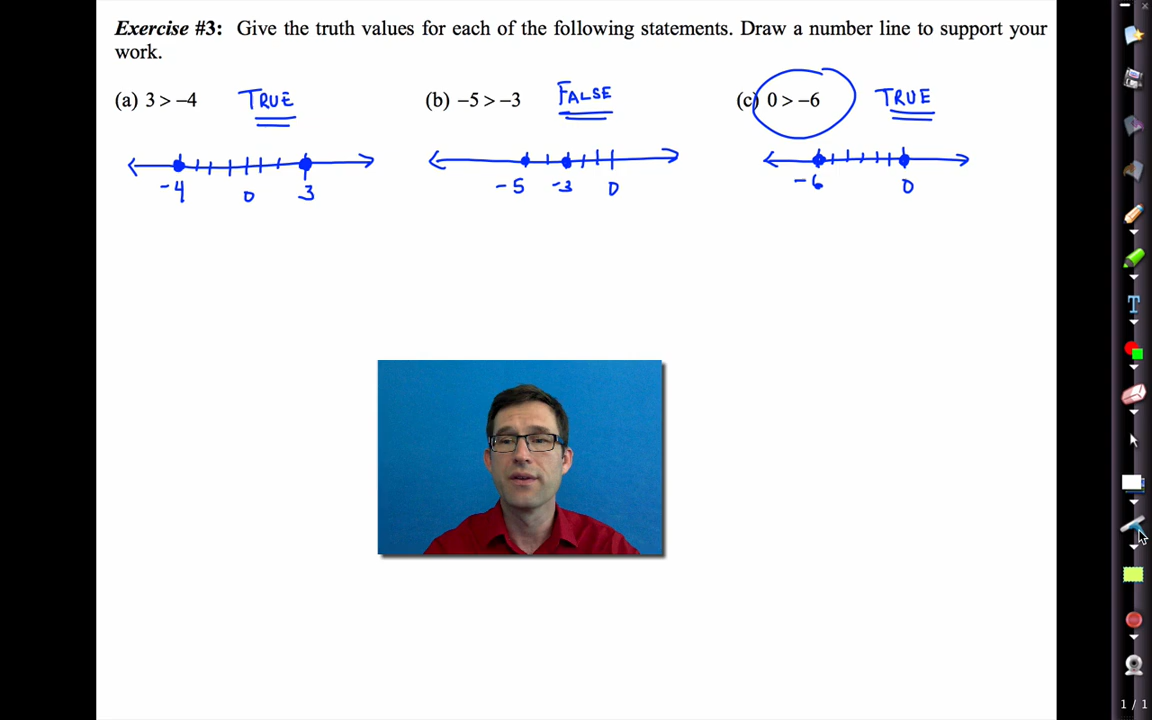 Exercise #3: Give the truth values for each of the following statements. Draw a number line to support your
work.
(a) 3 > −4 TRUE (b) −5 > −3 FALSE (c) 0 > −6 TRUE
-4 0 3 -5 -3 0 -6 0
T
1 / 1